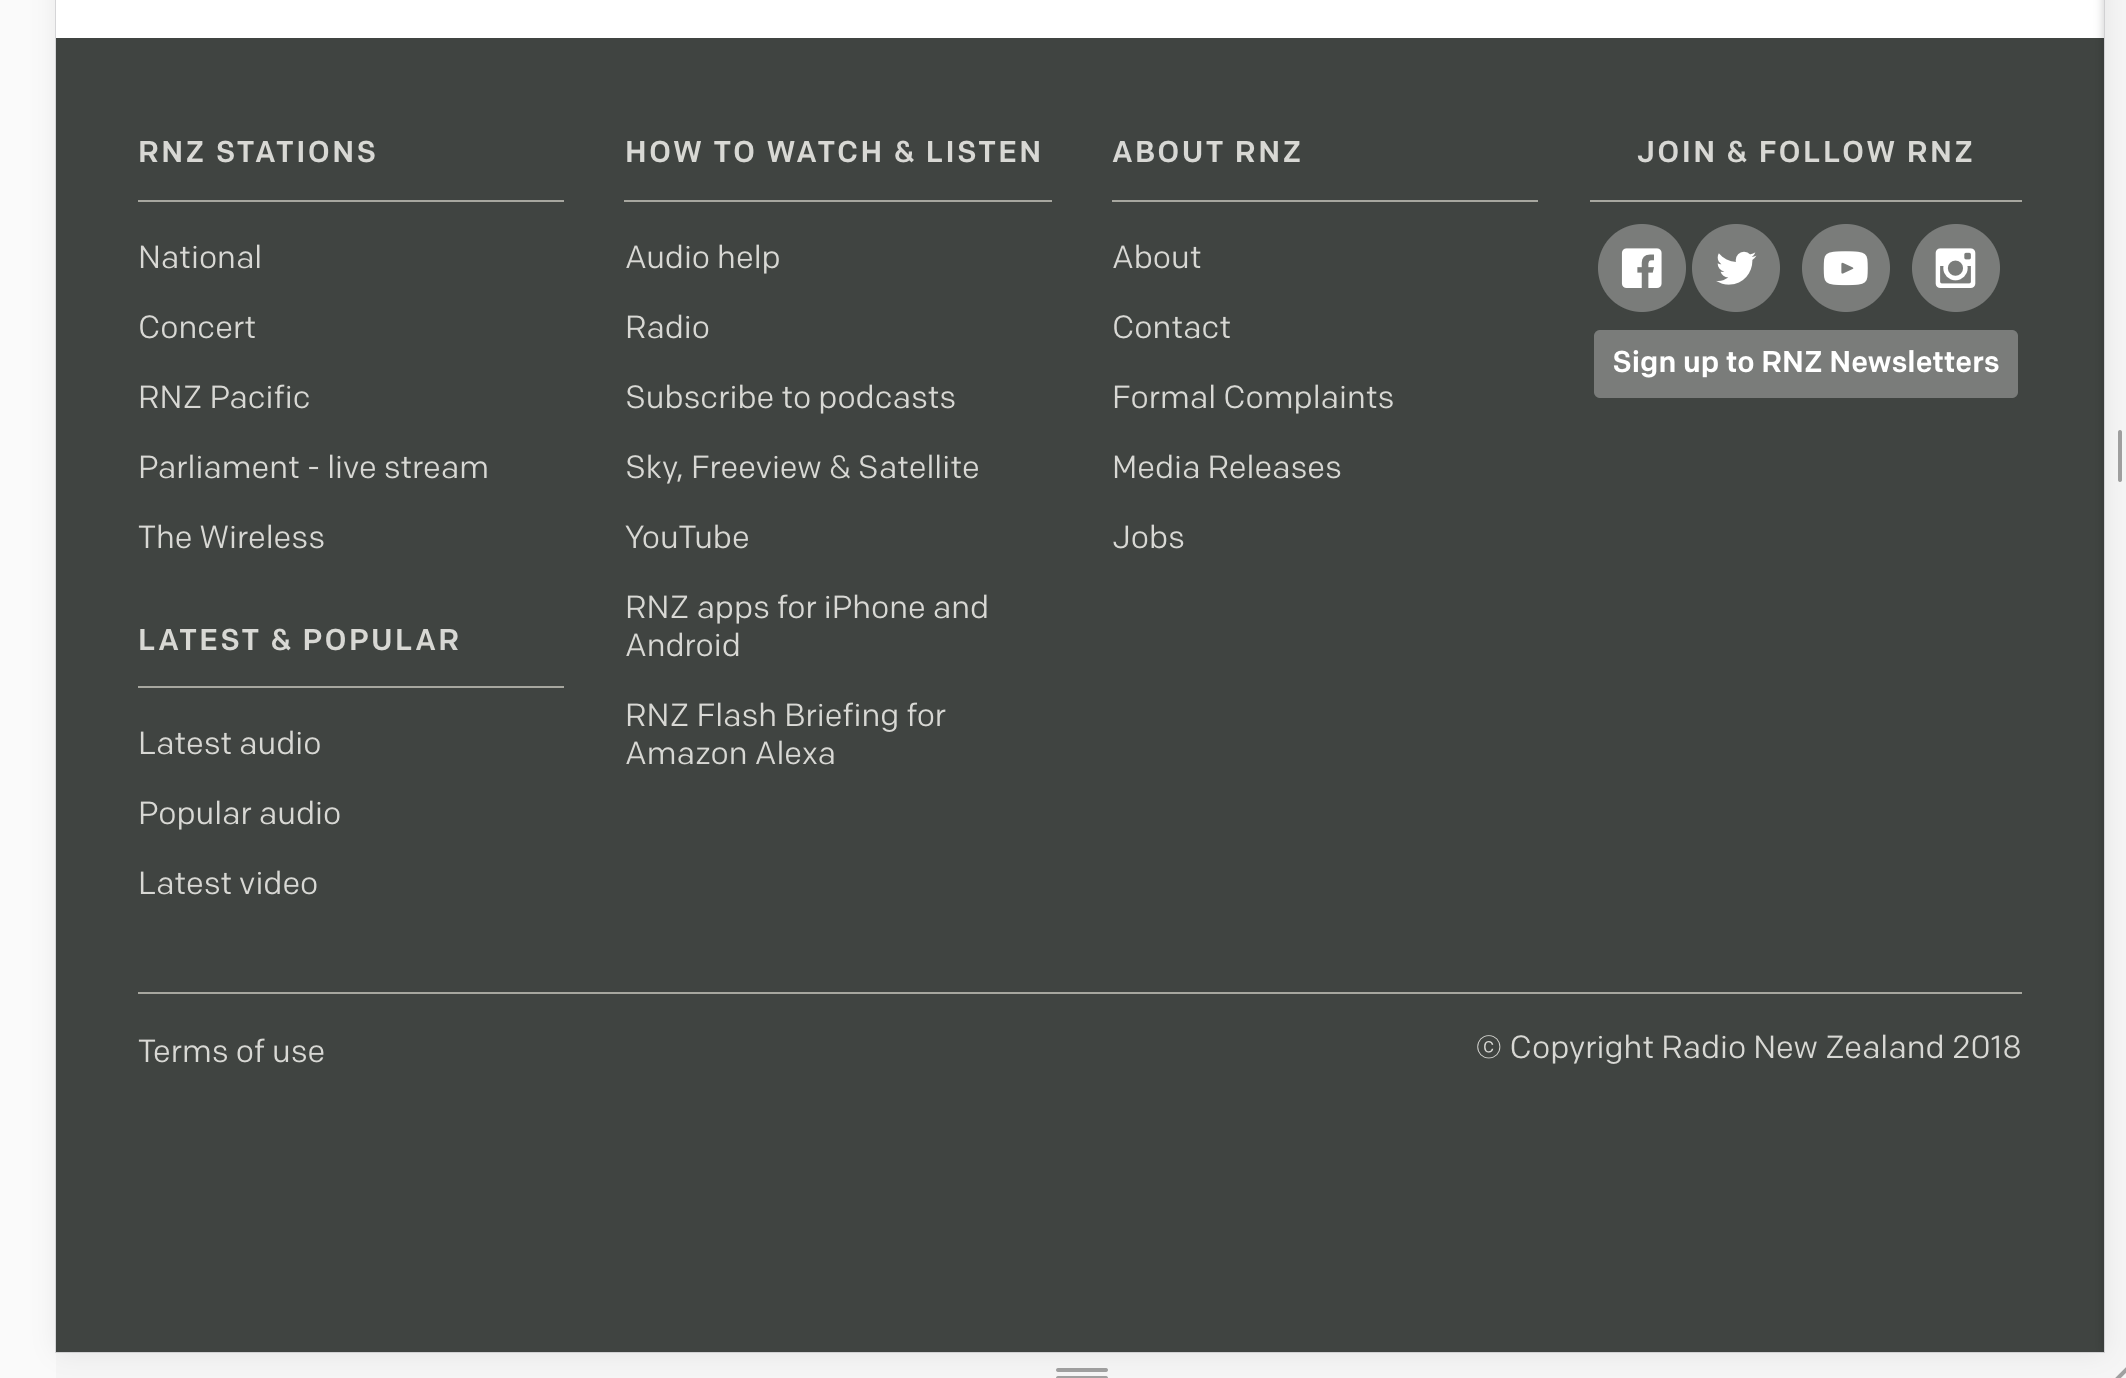 RNZ STATIONS
National
Concert
RNZ Pacific
Parliament - live stream
The Wireless
LATEST & POPULAR
Latest audio
Popular audio
Latest video
HOW TO WATCH & LISTEN
Audio help
Radio
Subscribe to podcasts
Sky, Freeview & Satellite
YouTube
RNZ apps for iPhone and
Android
RNZ Flash Briefing for
Amazon Alexa
ABOUT RNZ
About
Contact
Formal Complaints
Media Releases
Jobs
JOIN & FOLLOW RNZ
Sign up to RNZ Newsletters
Terms of use
© Copyright Radio New Zealand 2018